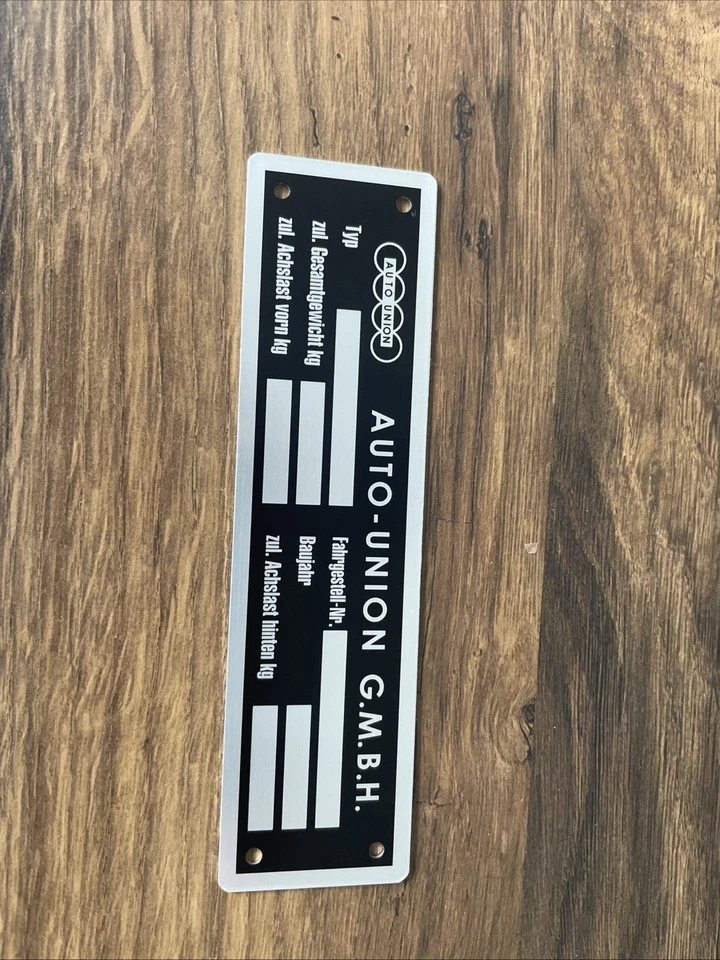 AUTO UNION
AUTO-UNION G.M.B.H.
Typ
Fahrgestell-Nr.
zul. Gesamtgewicht kg
Baujahr
zul. Achslast vorn kg
zul. Achslast hinten kg